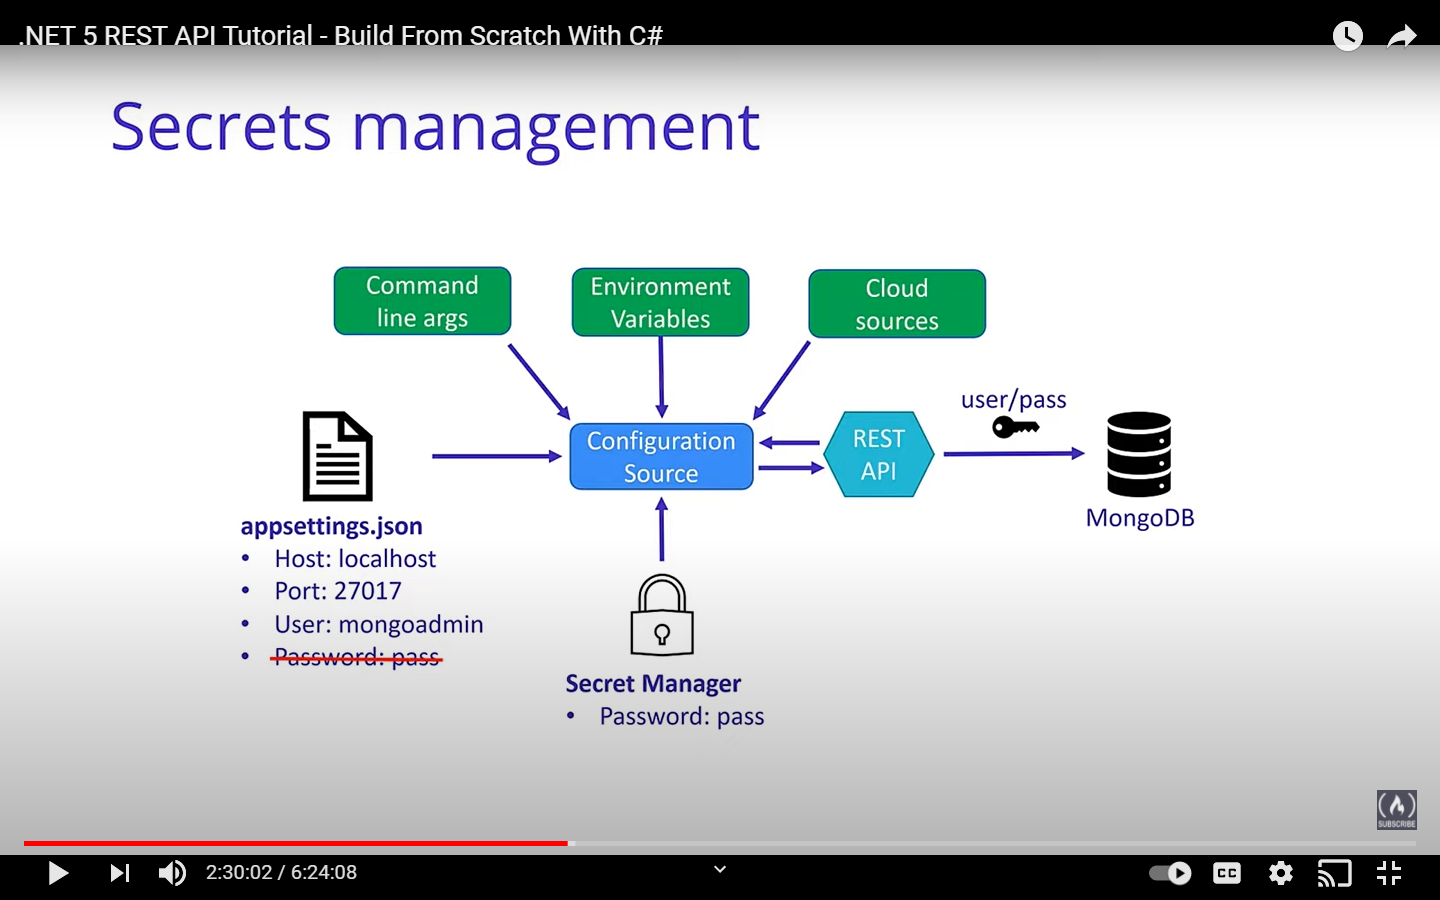 .NET 5 REST API Tutorial - Build From Scratch With C#
Secrets management
Command
line args
Environment
Variables
Cloud
sources
user/pass
Configuration
Source
REST
API
MongoDB
appsettings.json
• Host: localhost
• Port: 27017
• User: mongoadmin
• Password: pass
Secret Manager
• Password: pass
SUBSCRIBE
2:30:02 / 6:24:08
CC